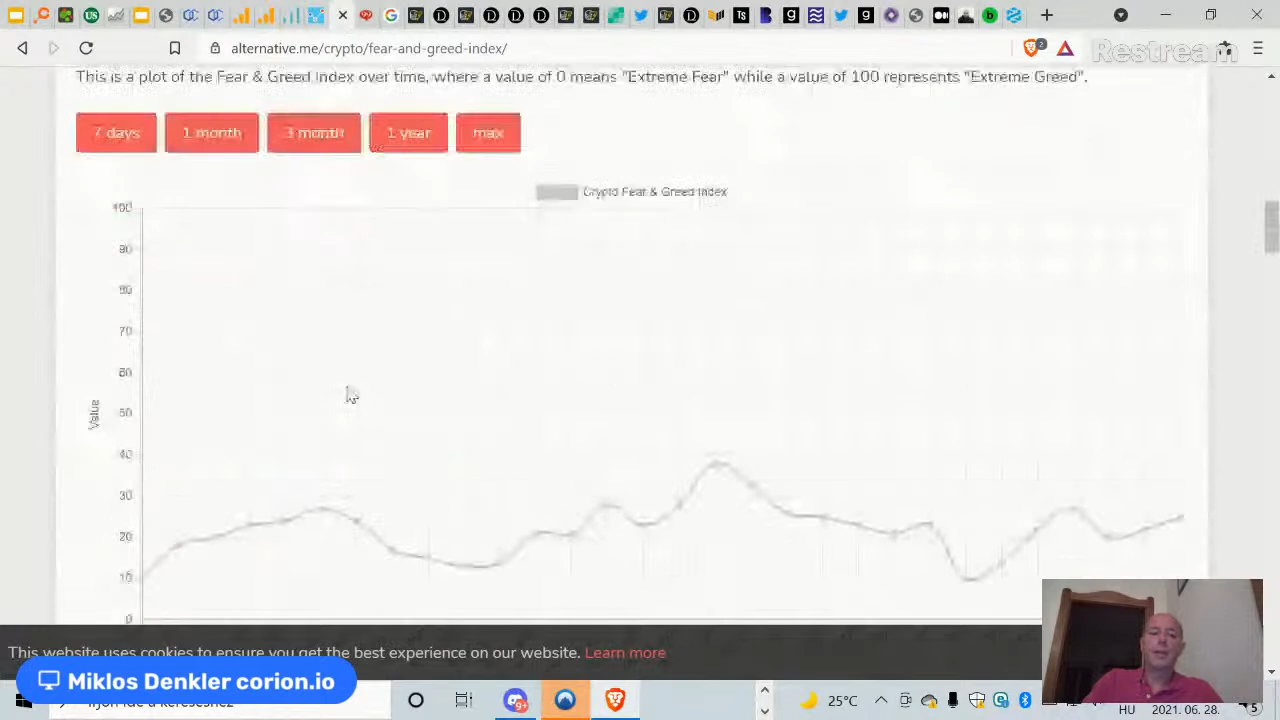 alternative.me/crypto/fear-and-greed-index/
2
Restream
This is a plot of the Fear & Greed Index over time, where a value of 0 means "Extreme Fear" while a value of 100 represents "Extreme Greed".
7 days
1 month
3 month
1 year
max
Crypto Fear & Greed Index
100
90
80
70
60
50
40
30
20
10
0
Value
This website uses cookies to ensure you get the best experience on our website. Learn more
Miklos Denkler corion.io
9+
25°C
HU
2021. 06. 28.
5